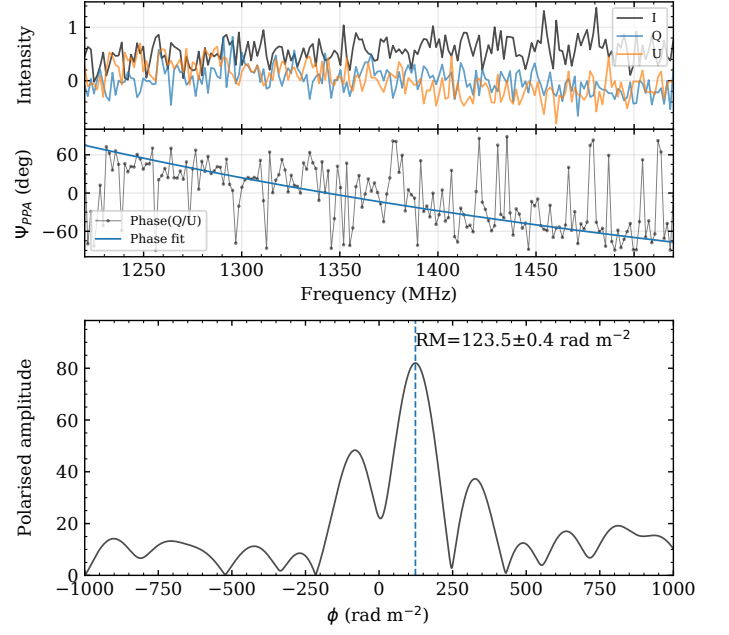 Intensity
1
0
I
Q
U
Ψ_PPA (deg)
60
0
−60
Phase(Q/U)
Phase fit
1250 1300 1350 1400 1450 1500
Frequency (MHz)
Polarised amplitude
80
60
40
20
0
RM=123.5±0.4 rad m⁻²
−1000 −750 −500 −250 0 250 500 750 1000
ϕ (rad m⁻²)